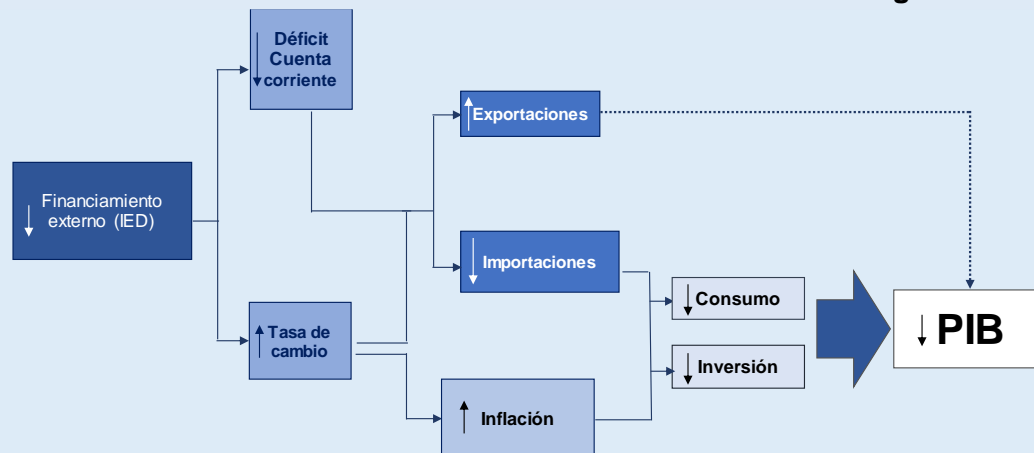 Déficit
Cuenta
corriente
Exportaciones
Financiamiento
externo (IED)
Importaciones
Consumo
Tasa de
cambio
PIB
Inversión
Inflación